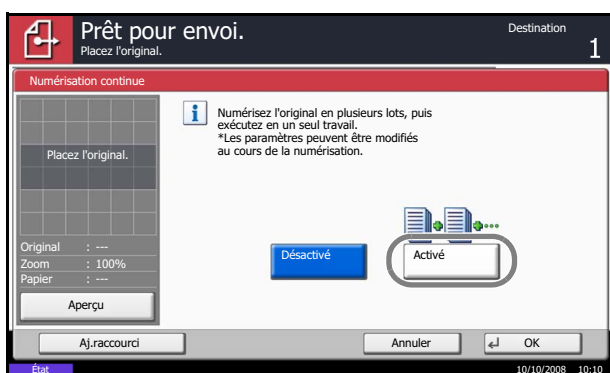 Prêt pour envoi.
Placez l'original.
Destination
1
Numérisation continue
Placez l'original.
Numérisez l'original en plusieurs lots, puis
exécutez en un seul travail.
*Les paramètres peuvent être modifiés
au cours de la numérisation.
Original : ---
Zoom : 100%
Papier : ---
Aperçu
Désactivé
Activé
Aj.raccourci
Annuler
OK
État
10/10/2008 10:10